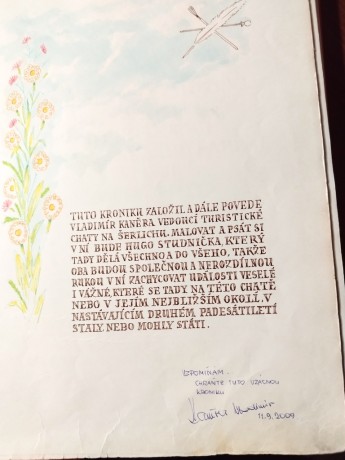 TUTO KRONIKU ZALOŽIL A DÁLE POVEDE
VLADIMÍR KANĚRA VEDOUCÍ TURISTICKÉ
CHATY NA ŠERLICHU. MALOVAT A PSÁT SI
V NÍ BUDE HUGO STUDNIČKA, KTERÝ
TADY DĚLÁ VŠECHNO A DO VŠEHO, TAKŽE
OBA BUDOU SPOLEČNOU A NEROZDÍLNOU
RUKOU V NÍ ZACHYCOVAT UDÁLOSTI VESELÉ
I VÁŽNÉ, KTERÉ SE TADY NA TÉTO CHATĚ
NEBO V JEJÍM NEJBLIŽŠÍM OKOLÍ V
NASTÁVAJÍCÍM DRUHÉM PADESÁTILETÍ
STALY NEBO MOHLY STÁTI.
VZPOMÍNÁM...
CHRAŇTE TUTO VZÁCNOU
KRONIKU
11.9.2009